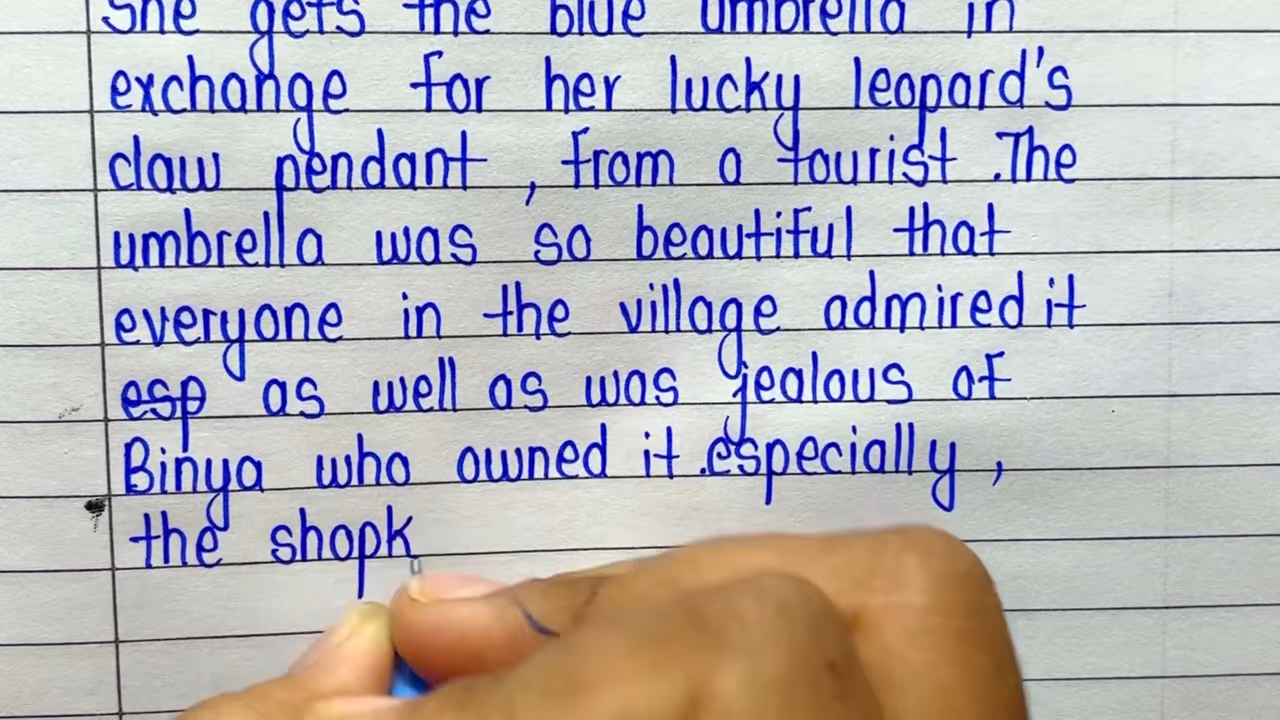 She gets the blue umbrella in
exchange for her lucky leopard's
claw pendant , from a tourist .The
umbrella was so beautiful that
everyone in the village admired it
esp as well as was jealous of
Binya who owned it .especially ,
the shopk